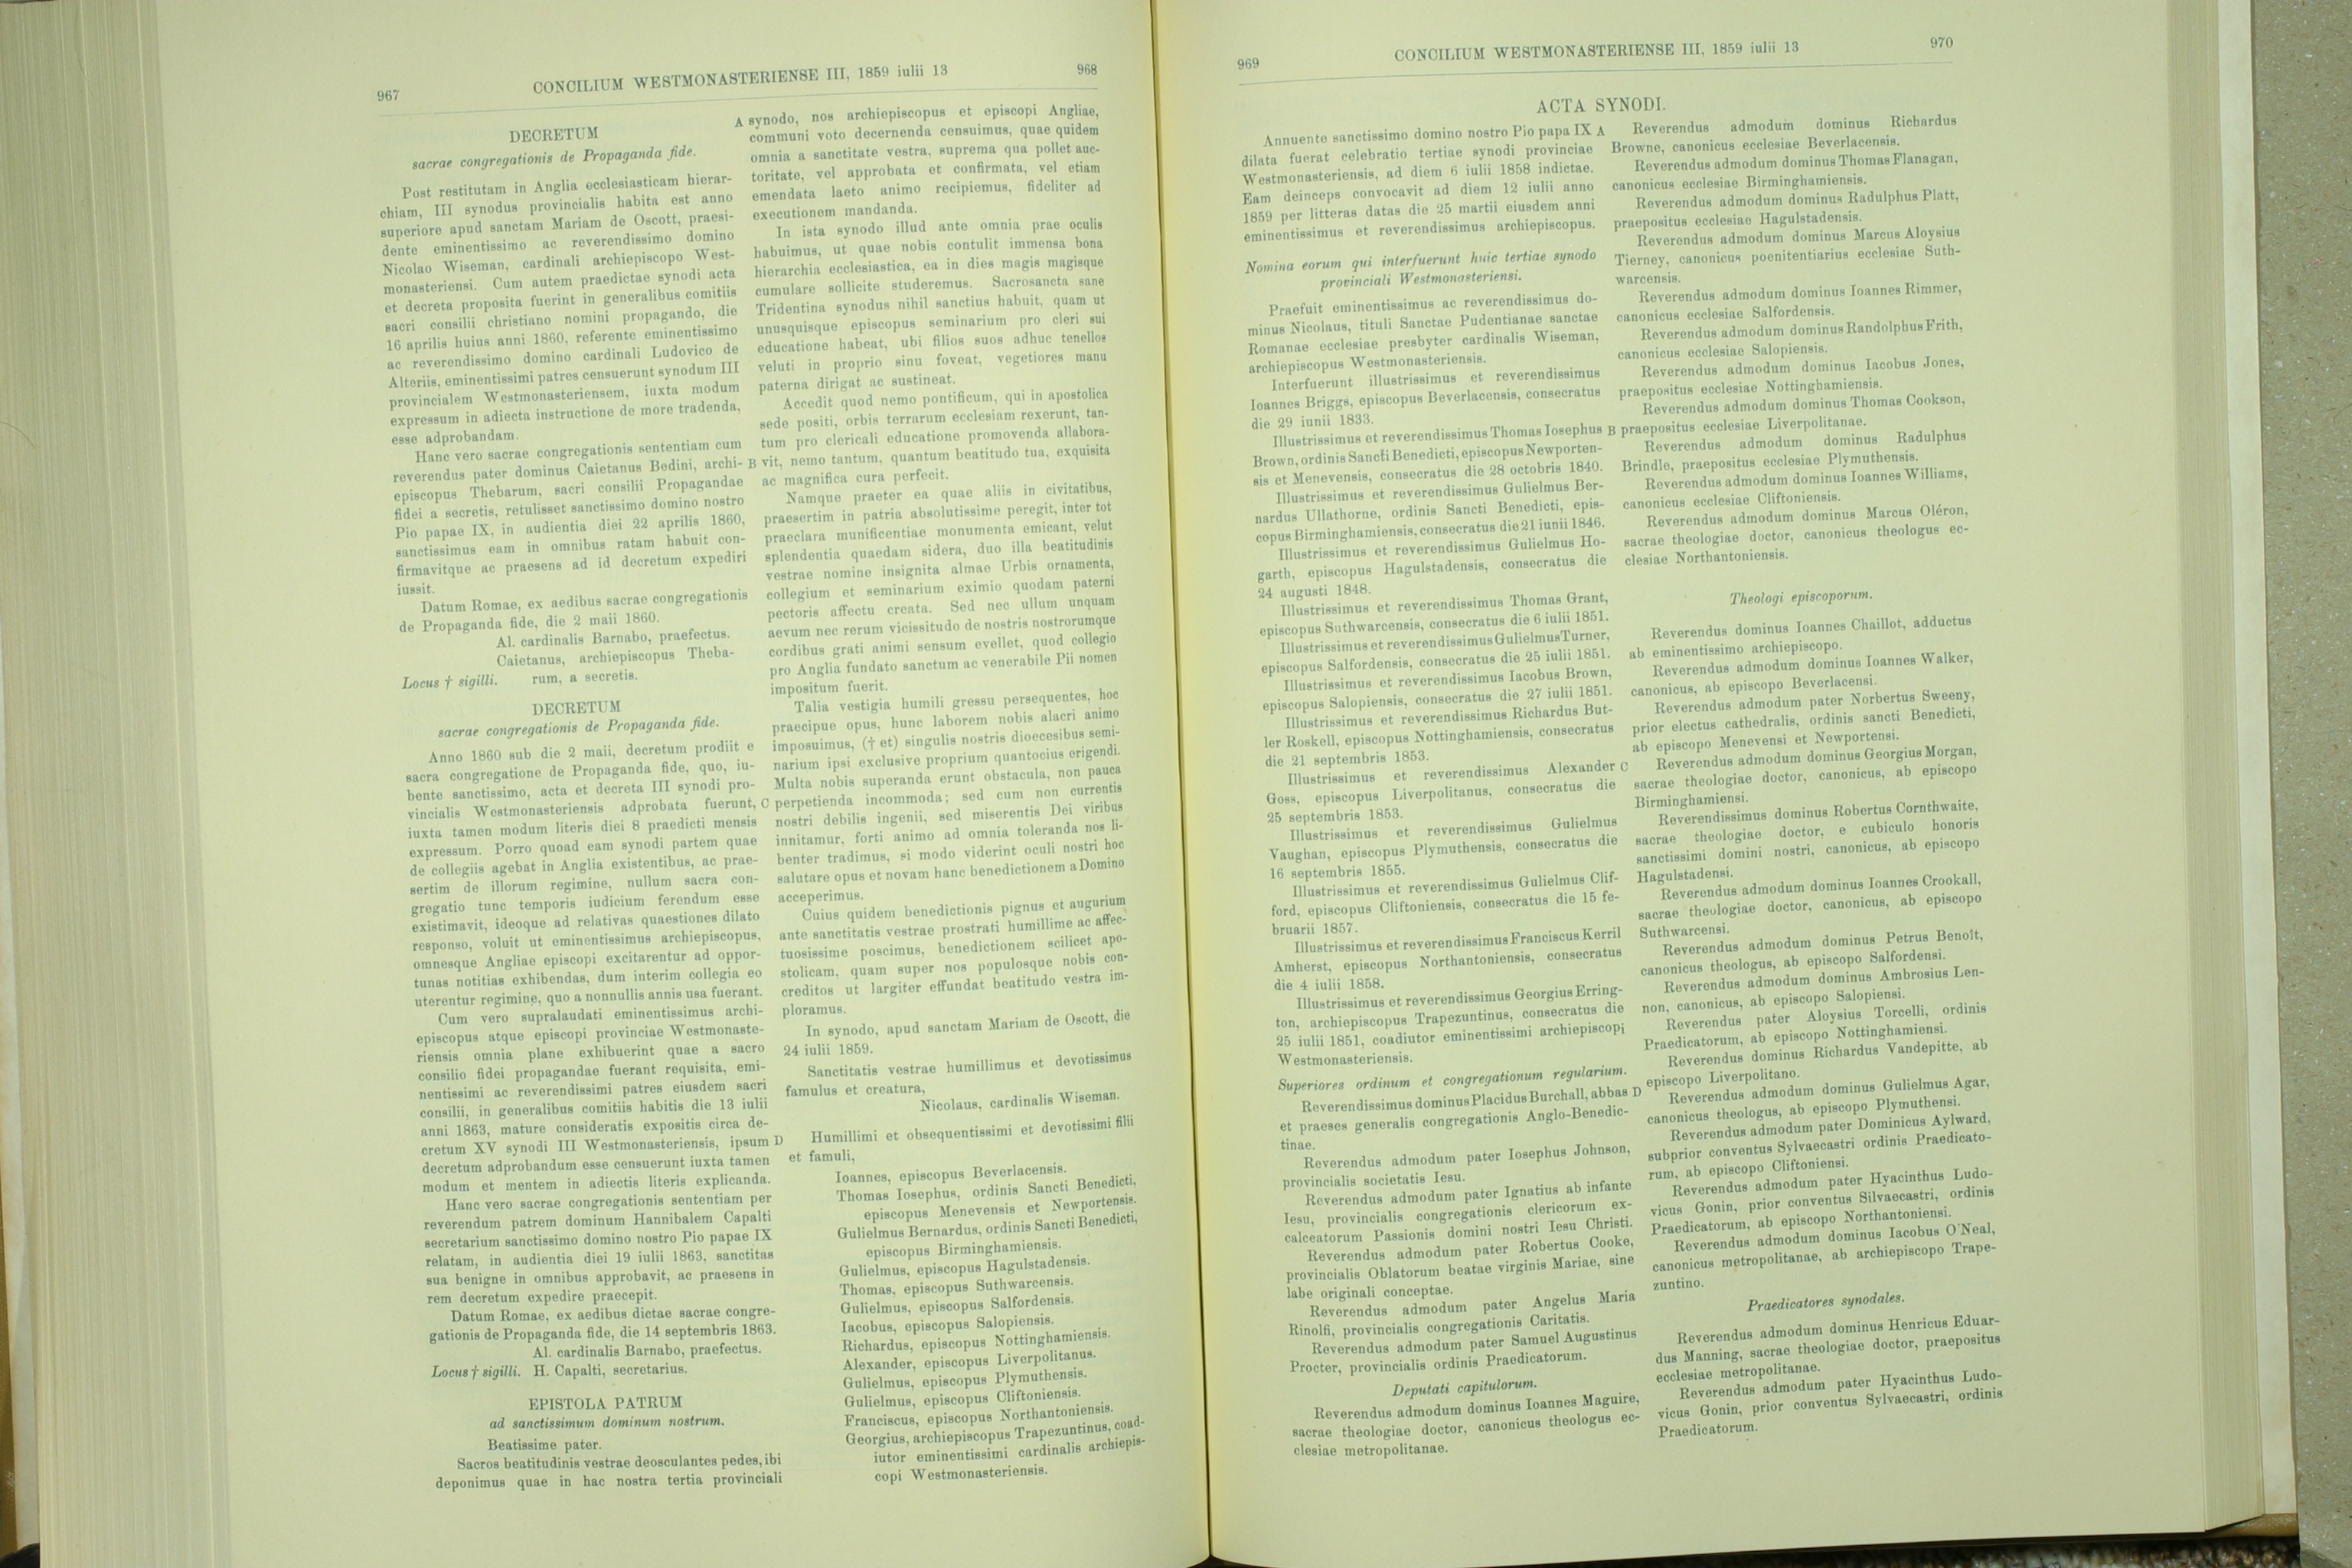 967
CONCILIUM WESTMONASTERIENSE III, 1859 iulii 13
968
DECRETUM
sacrae congregationis de Propaganda fide.
Post restitutam in Anglia ecclesiasticam hierar-
chiam, III synodus provincialis habita est anno
superiore apud sanctam Mariam de Oscott, praesi-
dente eminentissimo ac reverendissimo domino
Nicolao Wiseman, cardinali archiepiscopo West-
monasteriensi. Cum autem praedictae synodi acta
et decreta proposita fuerint in generalibus comitiis
sacri consilii christiano nomini propagando, die
16 aprilis huius anni 1860, referente eminentissimo
ac reverendissimo domino cardinali Ludovico de
Alteriis, eminentissimi patres censuerunt synodum III
provincialem Westmonasteriensem, iuxta modum
expressum in adiecta instructione de more tradenda,
esse adprobandam.
Hanc vero sacrae congregationis sententiam cum
reverendus pater dominus Caietanus Bedini, archi-
episcopus Thebarum, sacri consilii Propagandae
fidei a secretis, retulisset sanctissimo domino nostro
Pio papae IX, in audientia diei 22 aprilis 1860,
sanctissimus eam in omnibus ratam habuit con-
firmavitque ac praesens ad id decretum expediri
iussit.
Datum Romae, ex aedibus sacrae congregationis
de Propaganda fide, die 2 maii 1860.
Al. cardinalis Barnabo, praefectus.
Caietanus, archiepiscopus Theba-
Locus † sigilli. rum, a secretis.
DECRETUM
sacrae congregationis de Propaganda fide.
Anno 1860 sub die 2 maii, decretum prodiit e
sacra congregatione de Propaganda fide, quo, iu-
bente sanctissimo, acta et decreta III synodi pro-
vincialis Westmonasteriensis adprobata fuerunt,
iuxta tamen modum literis diei 8 praedicti mensis
expressum. Porro quoad eam synodi partem quae
de collegiis agebat in Anglia existentibus, ac prae-
sertim de illorum regimine, nullum sacra con-
gregatio tunc temporis iudicium ferendum esse
existimavit, ideoque ad relativas quaestiones dilato
responso, voluit ut eminentissimus archiepiscopus,
omnesque Angliae episcopi excitarentur ad oppor-
tunas notitias exhibendas, dum interim collegia eo
uterentur regimine, quo a nonnullis annis usa fuerant.
Cum vero supralaudati eminentissimus archi-
episcopus atque episcopi provinciae Westmonaste-
riensis omnia plane exhibuerint quae a sacro
consilio fidei propagandae fuerant requisita, emi-
nentissimi ac reverendissimi patres eiusdem sacri
consilii, in generalibus comitiis habitis die 13 iulii
anni 1863, mature consideratis expositis circa de-
cretum XV synodi III Westmonasteriensis, ipsum
decretum adprobandum esse censuerunt iuxta tamen
modum et mentem in adiectis literis explicanda.
Hanc vero sacrae congregationis sententiam per
reverendum patrem dominum Hannibalem Capalti
secretarium sanctissimo domino nostro Pio papae IX
relatam, in audientia diei 19 iulii 1863, sanctitas
sua benigne in omnibus approbavit, ac praesens in
rem decretum expedire praecepit.
Datum Romae, ex aedibus dictae sacrae congre-
gationis de Propaganda fide, die 14 septembris 1863.
Al. cardinalis Barnabo, praefectus.
Locus † sigilli. H. Capalti, secretarius.
EPISTOLA PATRUM
ad sanctissimum dominum nostrum.
Beatissime pater.
Sacros beatitudinis vestrae deosculantes pedes, ibi
deponimus quae in hac nostra tertia provinciali
A synodo, nos archiepiscopus et episcopi Angliae,
communi voto decernenda censuimus, quae quidem
omnia a sanctitate vestra, suprema qua pollet auc-
toritate, vel approbata et confirmata, vel etiam
emendata laeto animo recipiemus, fideliter ad
executionem mandanda.
In ista synodo illud ante omnia prae oculis
habuimus, ut quae nobis contulit immensa bona
hierarchia ecclesiastica, ea in dies magis magisque
cumulare sollicite studeremus. Sacrosancta sane
Tridentina synodus nihil sanctius habuit, quam ut
unusquisque episcopus seminarium pro cleri sui
educatione habeat, ubi filios suos adhuc tenellos
veluti in proprio sinu foveat, vegetiores manu
paterna dirigat ac sustineat.
Accedit quod nemo pontificum, qui in apostolica
sede positi, orbis terrarum ecclesiam rexerunt, tan-
tum pro clericali educatione promovenda allabora-
B vit, nemo tantum, quantum beatitudo tua, exquisita
ac magnifica cura perfecit.
Namque praeter ea quae aliis in civitatibus,
praesertim in patria absolutissime peregit, inter tot
praeclara munificentiae monumenta emicant, velut
splendentia quaedam sidera, duo illa beatitudinis
vestrae nomine insignita almae Urbis ornamenta,
collegium et seminarium eximio quodam paterni
pectoris affectu creata. Sed nec ullum unquam
aevum nec rerum vicissitudo de nostris nostrorumque
cordibus grati animi sensum evellet, quod collegio
pro Anglia fundato sanctum ac venerabile Pii nomen
impositum fuerit.
Talia vestigia humili gressu persequentes, hoc
praecipue opus, hunc laborem nobis alacri animo
imposuimus, († et) singulis nostris dioecesibus semi-
narium ipsi exclusive proprium quantocius erigendi.
Multa nobis superanda erunt obstacula, non pauca
C perpetienda incommoda; sed cum non currentis
nostri debilis ingenii, sed miserentis Dei viribus
innitamur, forti animo ad omnia toleranda nos li-
benter tradimus, si modo viderint oculi nostri hoc
salutare opus et novam hanc benedictionem a Domino
acceperimus.
Cuius quidem benedictionis pignus et augurium
ante sanctitatis vestrae prostrati humillime ac affec-
tuosissime poscimus, benedictionem scilicet apo-
stolicam, quam super nos populosque nobis con-
creditos ut largiter effundat beatitudo vestra im-
ploramus.
In synodo, apud sanctam Mariam de Oscott, die
24 iulii 1859.
Sanctitatis vestrae humillimus et devotissimus
famulus et creatura,
Nicolaus, cardinalis Wiseman.
D Humillimi et obsequentissimi et devotissimi filii
et famuli,
Ioannes, episcopus Beverlacensis.
Thomas Iosephus, ordinis Sancti Benedicti,
episcopus Menevensis et Newportensis.
Gulielmus Bernardus, ordinis Sancti Benedicti,
episcopus Birminghamiensis.
Gulielmus, episcopus Hagulstadensis.
Thomas, episcopus Suthwarcensis.
Gulielmus, episcopus Salfordensis.
Iacobus, episcopus Salopiensis.
Richardus, episcopus Nottinghamiensis.
Alexander, episcopus Liverpolitanus.
Gulielmus, episcopus Plymuthensis.
Gulielmus, episcopus Cliftoniensis.
Franciscus, episcopus Northantoniensis.
Georgius, archiepiscopus Trapezuntinus, coad-
iutor eminentissimi cardinalis archiepis-
copi Westmonasteriensis.
969
CONCILIUM WESTMONASTERIENSE III, 1859 iulii 13
970
ACTA SYNODI.
Annuente sanctissimo domino nostro Pio papa IX
dilata fuerat celebratio tertiae synodi provinciae
Westmonasteriensis, ad diem 6 iulii 1858 indictae.
Eam deinceps convocavit ad diem 12 iulii anno
1859 per litteras datas die 25 martii eiusdem anni
eminentissimus et reverendissimus archiepiscopus.
Nomina eorum qui interfuerunt huic tertiae synodo
provinciali Westmonasteriensi.
Praefuit eminentissimus ac reverendissimus do-
minus Nicolaus, tituli Sanctae Pudentianae sanctae
Romanae ecclesiae presbyter cardinalis Wiseman,
archiepiscopus Westmonasteriensis.
Interfuerunt illustrissimus et reverendissimus
Ioannes Briggs, episcopus Beverlacensis, consecratus
die 29 iunii 1833.
Illustrissimus et reverendissimus Thomas Iosephus
Brown, ordinis Sancti Benedicti, episcopus Newporten-
sis et Menevensis, consecratus die 28 octobris 1840.
Illustrissimus et reverendissimus Gulielmus Ber-
nardus Ullathorne, ordinis Sancti Benedicti, epis-
copus Birminghamiensis, consecratus die 21 iunii 1846.
Illustrissimus et reverendissimus Gulielmus Ho-
garth, episcopus Hagulstadensis, consecratus die
24 augusti 1848.
Illustrissimus et reverendissimus Thomas Grant,
episcopus Suthwarcensis, consecratus die 6 iulii 1851.
Illustrissimus et reverendissimus Gulielmus Turner,
episcopus Salfordensis, consecratus die 25 iulii 1851.
Illustrissimus et reverendissimus Iacobus Brown,
episcopus Salopiensis, consecratus die 27 iulii 1851.
Illustrissimus et reverendissimus Richardus But-
ler Roskell, episcopus Nottinghamiensis, consecratus
die 21 septembris 1853.
Illustrissimus et reverendissimus Alexander
Goss, episcopus Liverpolitanus, consecratus die
25 septembris 1853.
Illustrissimus et reverendissimus Gulielmus
Vaughan, episcopus Plymuthensis, consecratus die
16 septembris 1855.
Illustrissimus et reverendissimus Gulielmus Clif-
ford, episcopus Cliftoniensis, consecratus die 15 fe-
bruarii 1857.
Illustrissimus et reverendissimus Franciscus Kerril
Amherst, episcopus Northantoniensis, consecratus
die 4 iulii 1858.
Illustrissimus et reverendissimus Georgius Erring-
ton, archiepiscopus Trapezuntinus, consecratus die
25 iulii 1851, coadiutor eminentissimi archiepiscopi
Westmonasteriensis.
Superiores ordinum et congregationum regularium.
Reverendissimus dominus Placidus Burchall, abbas
et praeses generalis congregationis Anglo-Benedic-
tinae.
Reverendus admodum pater Iosephus Johnson,
provincialis societatis Iesu.
Reverendus admodum pater Ignatius ab infante
Iesu, provincialis congregationis clericorum ex-
calceatorum Passionis domini nostri Iesu Christi.
Reverendus admodum pater Robertus Cooke,
provincialis Oblatorum beatae virginis Mariae, sine
labe originali conceptae.
Reverendus admodum pater Angelus Maria
Rinolfi, provincialis congregationis Caritatis.
Reverendus admodum pater Samuel Augustinus
Procter, provincialis ordinis Praedicatorum.
Deputati capitulorum.
Reverendus admodum dominus Ioannes Maguire,
sacrae theologiae doctor, canonicus theologus ec-
clesiae metropolitanae.
A Reverendus admodum dominus Richardus
Browne, canonicus ecclesiae Beverlacensis.
Reverendus admodum dominus Thomas Flanagan,
canonicus ecclesiae Birminghamiensis.
Reverendus admodum dominus Radulphus Platt,
praepositus ecclesiae Hagulstadensis.
Reverendus admodum dominus Marcus Aloysius
Tierney, canonicus poenitentiarius ecclesiae Suth-
warcensis.
Reverendus admodum dominus Ioannes Rimmer,
canonicus ecclesiae Salfordensis.
Reverendus admodum dominus Randolphus Frith,
canonicus ecclesiae Salopiensis.
Reverendus admodum dominus Iacobus Jones,
praepositus ecclesiae Nottinghamiensis.
Reverendus admodum dominus Thomas Cookson,
B praepositus ecclesiae Liverpolitanae.
Reverendus admodum dominus Radulphus
Brindle, praepositus ecclesiae Plymuthensis.
Reverendus admodum dominus Ioannes Williams,
canonicus ecclesiae Cliftoniensis.
Reverendus admodum dominus Marcus Oléron,
sacrae theologiae doctor, canonicus theologus ec-
clesiae Northantoniensis.
Theologi episcoporum.
Reverendus dominus Ioannes Chaillot, adductus
ab eminentissimo archiepiscopo.
Reverendus admodum dominus Ioannes Walker,
canonicus, ab episcopo Beverlacensi.
Reverendus admodum pater Norbertus Sweeny,
prior electus cathedralis, ordinis sancti Benedicti,
ab episcopo Menevensi et Newportensi.
C Reverendus admodum dominus Georgius Morgan,
sacrae theologiae doctor, canonicus, ab episcopo
Birminghamiensi.
Reverendissimus dominus Robertus Cornthwaite,
sacrae theologiae doctor, e cubiculo honoris
sanctissimi domini nostri, canonicus, ab episcopo
Hagulstadensi.
Reverendus admodum dominus Ioannes Crookall,
sacrae theologiae doctor, canonicus, ab episcopo
Suthwarcensi.
Reverendus admodum dominus Petrus Benoît,
canonicus theologus, ab episcopo Salfordensi.
Reverendus admodum dominus Ambrosius Len-
non, canonicus, ab episcopo Salopiensi.
Reverendus pater Aloysius Torcelli, ordinis
Praedicatorum, ab episcopo Nottinghamiensi.
Reverendus dominus Richardus Vandepitte, ab
D episcopo Liverpolitano.
Reverendus admodum dominus Gulielmus Agar,
canonicus theologus, ab episcopo Plymuthensi.
Reverendus admodum pater Dominicus Aylward,
subprior conventus Sylvaecastri ordinis Praedicato-
rum, ab episcopo Cliftoniensi.
Reverendus admodum pater Hyacinthus Ludo-
vicus Gonin, prior conventus Silvaecastri, ordinis
Praedicatorum, ab episcopo Northantoniensi.
Reverendus admodum dominus Iacobus O'Neal,
canonicus metropolitanae, ab archiepiscopo Trape-
zuntino.
Praedicatores synodales.
Reverendus admodum dominus Henricus Eduar-
dus Manning, sacrae theologiae doctor, praepositus
ecclesiae metropolitanae.
Reverendus admodum pater Hyacinthus Ludo-
vicus Gonin, prior conventus Sylvaecastri, ordinis
Praedicatorum.